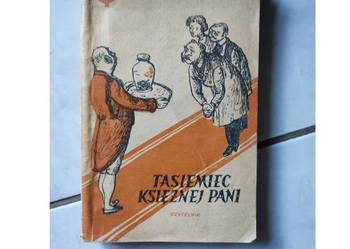 TASIEMIEC
KSIĘŻNEJ PANI
CZYTELNIK